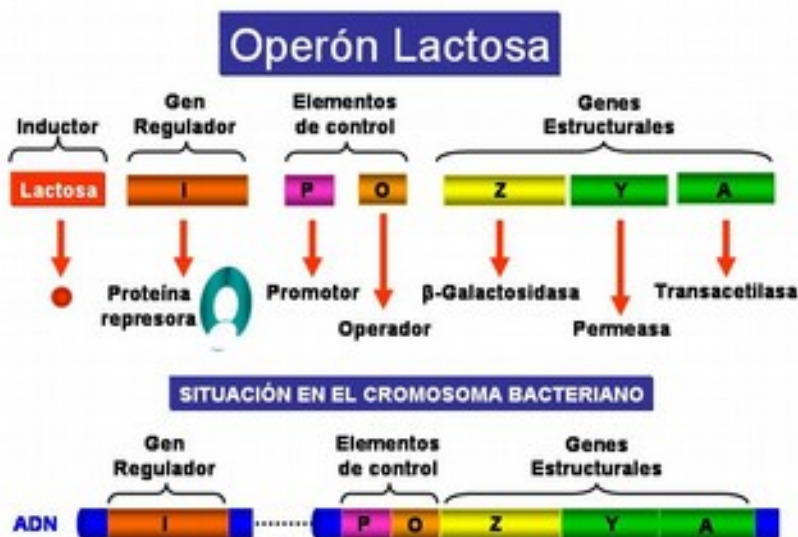 Operón Lactosa
Inductor
Gen
Regulador
Elementos
de control
Genes
Estructurales
Lactosa
I
P
O
Z
Y
A
Proteína
represora
Promotor
Operador
β-Galactosidasa
Permeasa
Transacetilasa
SITUACIÓN EN EL CROMOSOMA BACTERIANO
Gen
Regulador
Elementos
de control
Genes
Estructurales
ADN
I
P
O
Z
Y
A